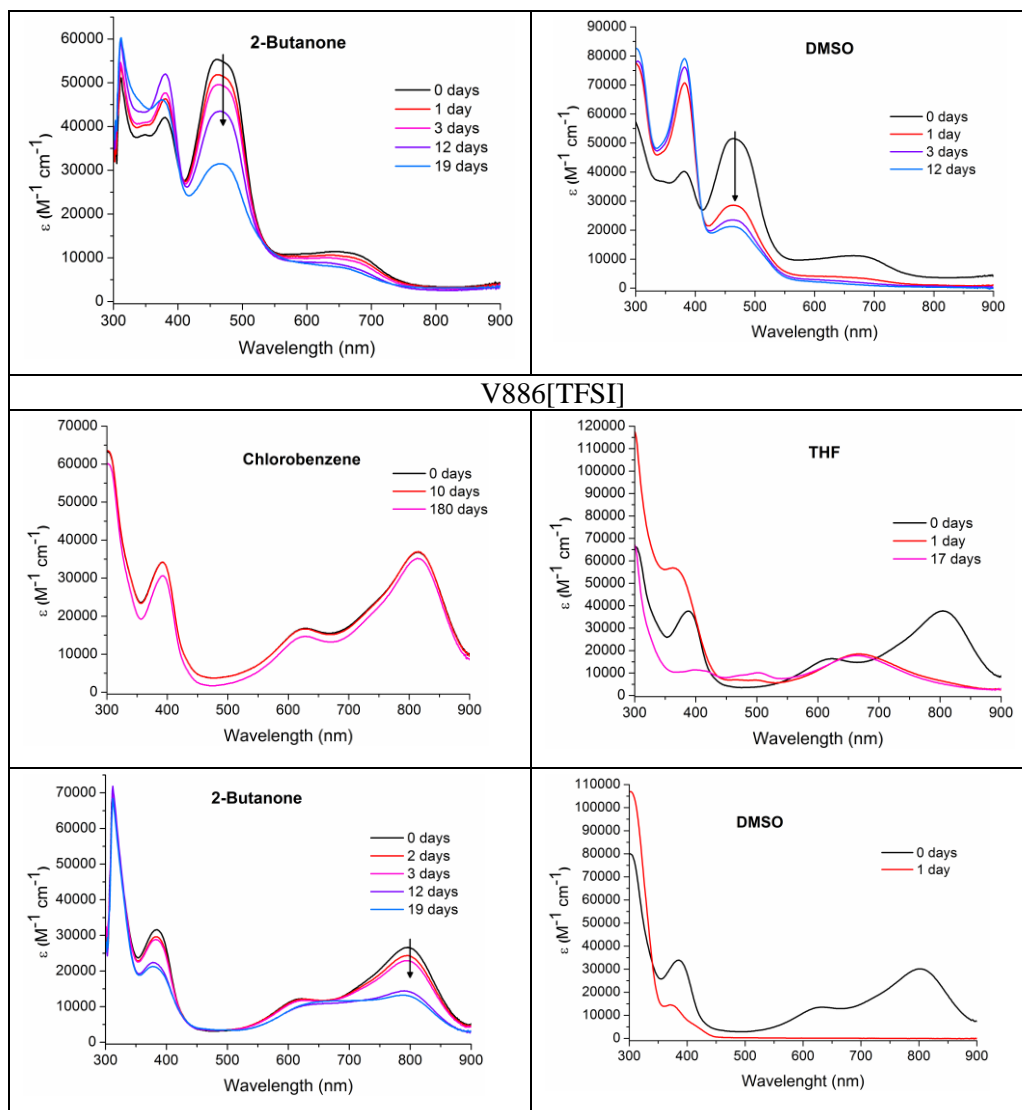 2-Butanone
0 days
1 day
3 days
12 days
19 days
60000
50000
40000
30000
20000
10000
0
ε (M⁻¹ cm⁻¹)
300 400 500 600 700 800 900
Wavelength (nm)
DMSO
0 days
1 day
3 days
12 days
90000
80000
70000
60000
50000
40000
30000
20000
10000
0
ε (M⁻¹ cm⁻¹)
300 400 500 600 700 800 900
Wavelength (nm)
V886[TFSI]
Chlorobenzene
0 days
10 days
180 days
70000
60000
50000
40000
30000
20000
10000
0
ε (M⁻¹ cm⁻¹)
300 400 500 600 700 800 900
Wavelength (nm)
THF
0 days
1 day
17 days
120000
110000
100000
90000
80000
70000
60000
50000
40000
30000
20000
10000
0
ε (M⁻¹ cm⁻¹)
300 400 500 600 700 800 900
Wavelength (nm)
2-Butanone
0 days
2 days
3 days
12 days
19 days
70000
60000
50000
40000
30000
20000
10000
0
ε (M⁻¹ cm⁻¹)
300 400 500 600 700 800 900
Wavelength (nm)
DMSO
0 days
1 day
110000
100000
90000
80000
70000
60000
50000
40000
30000
20000
10000
0
ε (M⁻¹ cm⁻¹)
300 400 500 600 700 800 900
Wavelenght (nm)